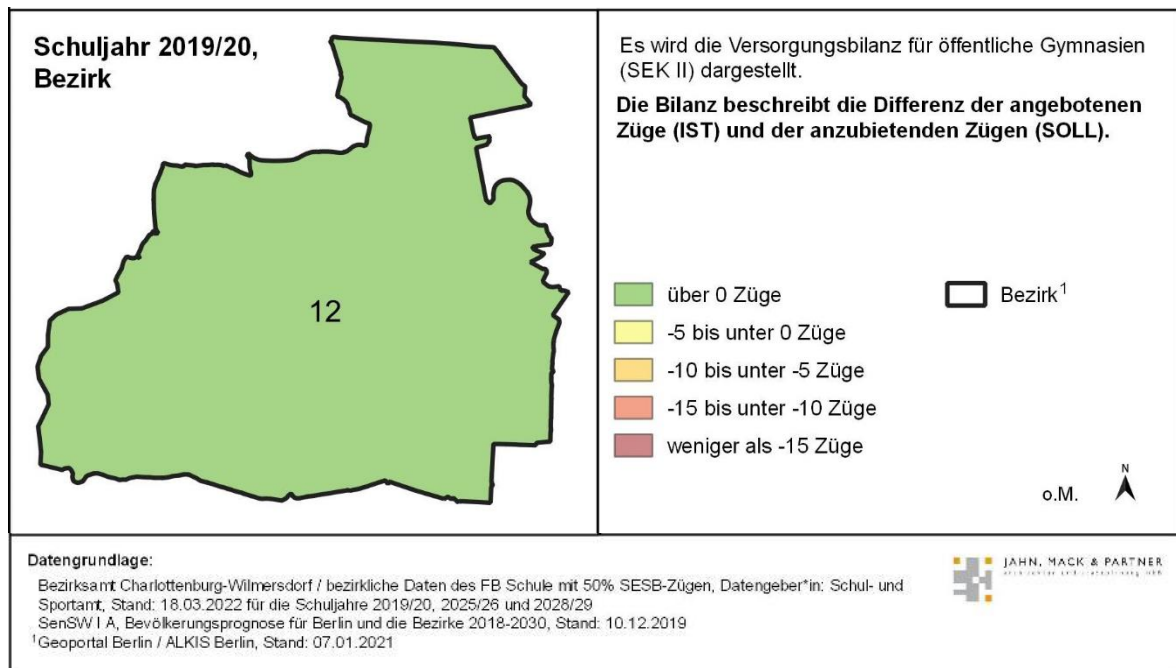 Schuljahr 2019/20,
Bezirk
12
Es wird die Versorgungsbilanz für öffentliche Gymnasien
(SEK II) dargestellt.
Die Bilanz beschreibt die Differenz der angebotenen
Züge (IST) und der anzubietenden Zügen (SOLL).
über 0 Züge
-5 bis unter 0 Züge
-10 bis unter -5 Züge
-15 bis unter -10 Züge
weniger als -15 Züge
Bezirk¹
o.M.
N
Datengrundlage:
Bezirksamt Charlottenburg-Wilmersdorf / bezirkliche Daten des FB Schule mit 50% SESB-Zügen, Datengeber*in: Schul- und
Sportamt, Stand: 18.03.2022 für die Schuljahre 2019/20, 2025/26 und 2028/29
SenSW I A, Bevölkerungsprognose für Berlin und die Bezirke 2018-2030, Stand: 10.12.2019
¹Geoportal Berlin / ALKIS Berlin, Stand: 07.01.2021
JAHN, MACK & PARTNER